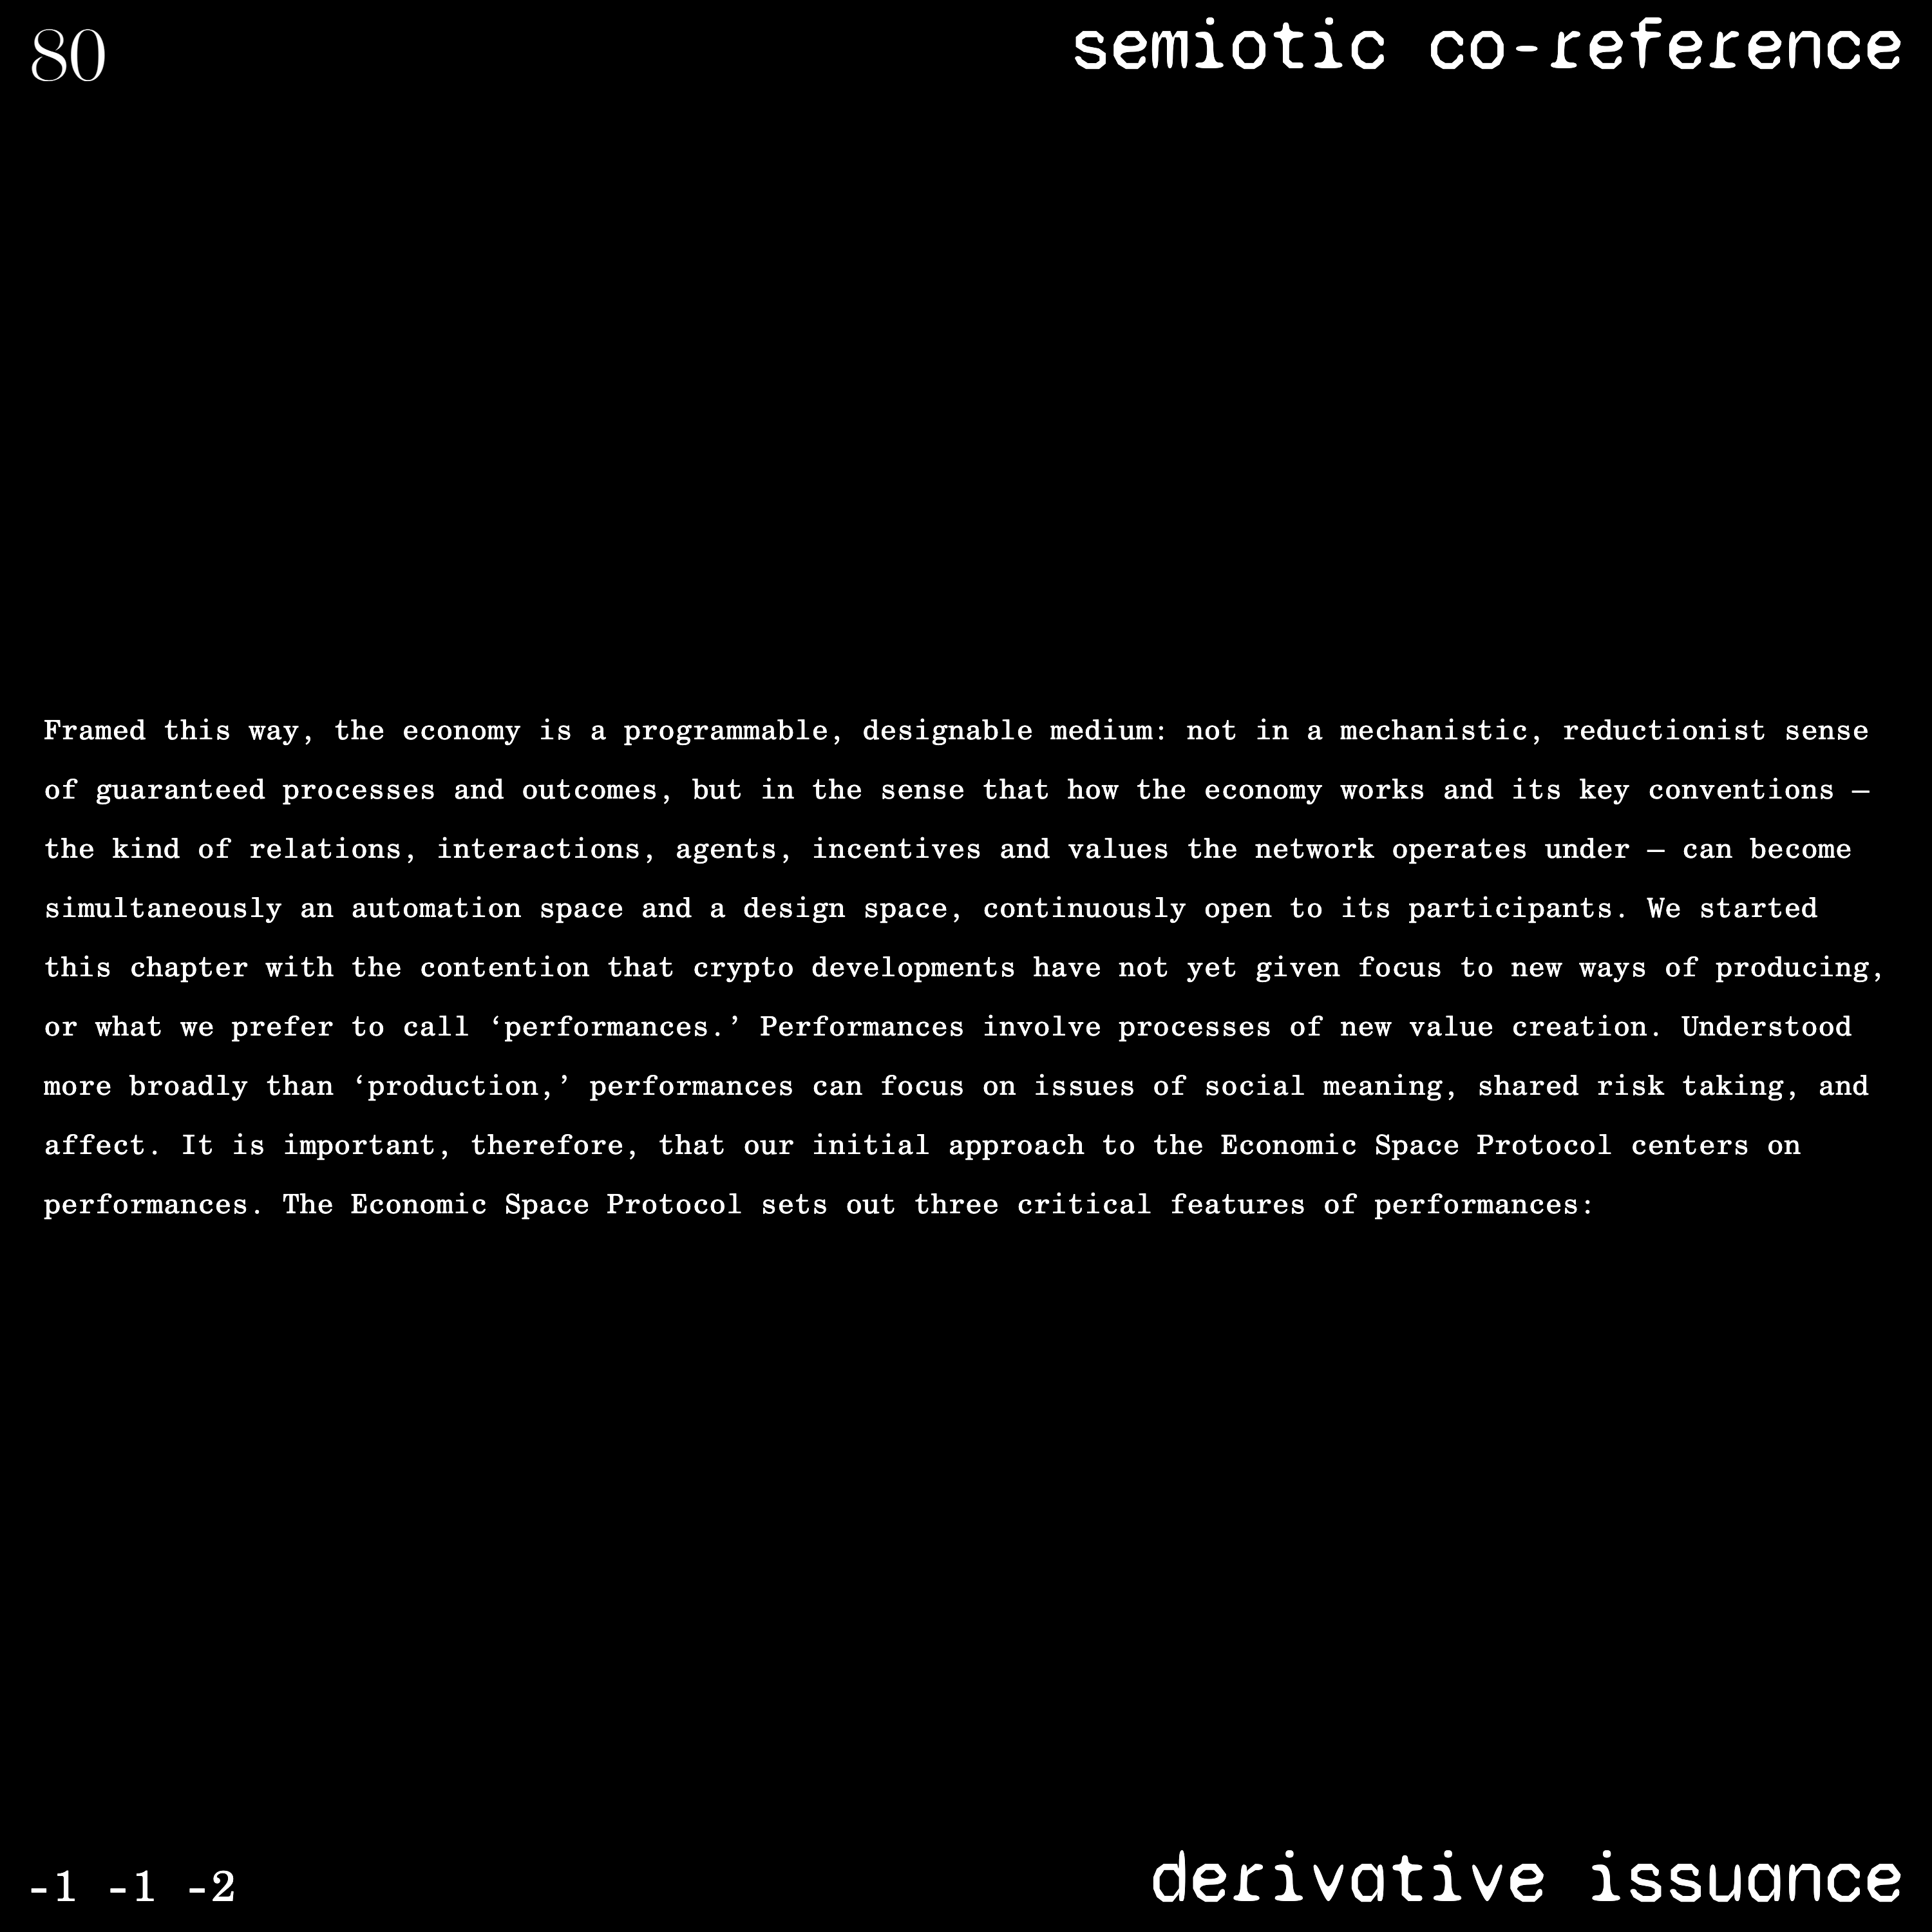 80
semiotic co-reference
Framed this way, the economy is a programmable, designable medium: not in a mechanistic, reductionist sense
of guaranteed processes and outcomes, but in the sense that how the economy works and its key conventions —
the kind of relations, interactions, agents, incentives and values the network operates under — can become
simultaneously an automation space and a design space, continuously open to its participants. We started
this chapter with the contention that crypto developments have not yet given focus to new ways of producing,
or what we prefer to call ‘performances.’ Performances involve processes of new value creation. Understood
more broadly than ‘production,’ performances can focus on issues of social meaning, shared risk taking, and
affect. It is important, therefore, that our initial approach to the Economic Space Protocol centers on
performances. The Economic Space Protocol sets out three critical features of performances:
-1 -1 -2
derivative issuance